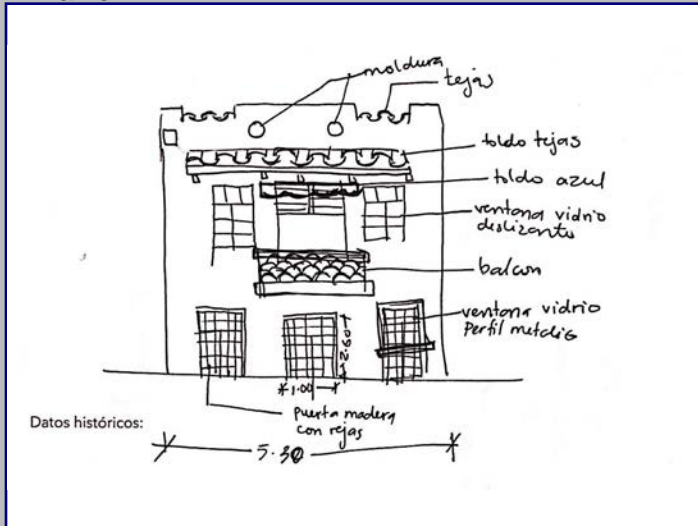 moldura
tejas
toldo tejas
toldo azul
ventana vidrio
deslizantes
balcon
ventana vidrio
Perfil metalic
2.60
1.00
puerta madera
con rejas
Datos históricos:
5.30